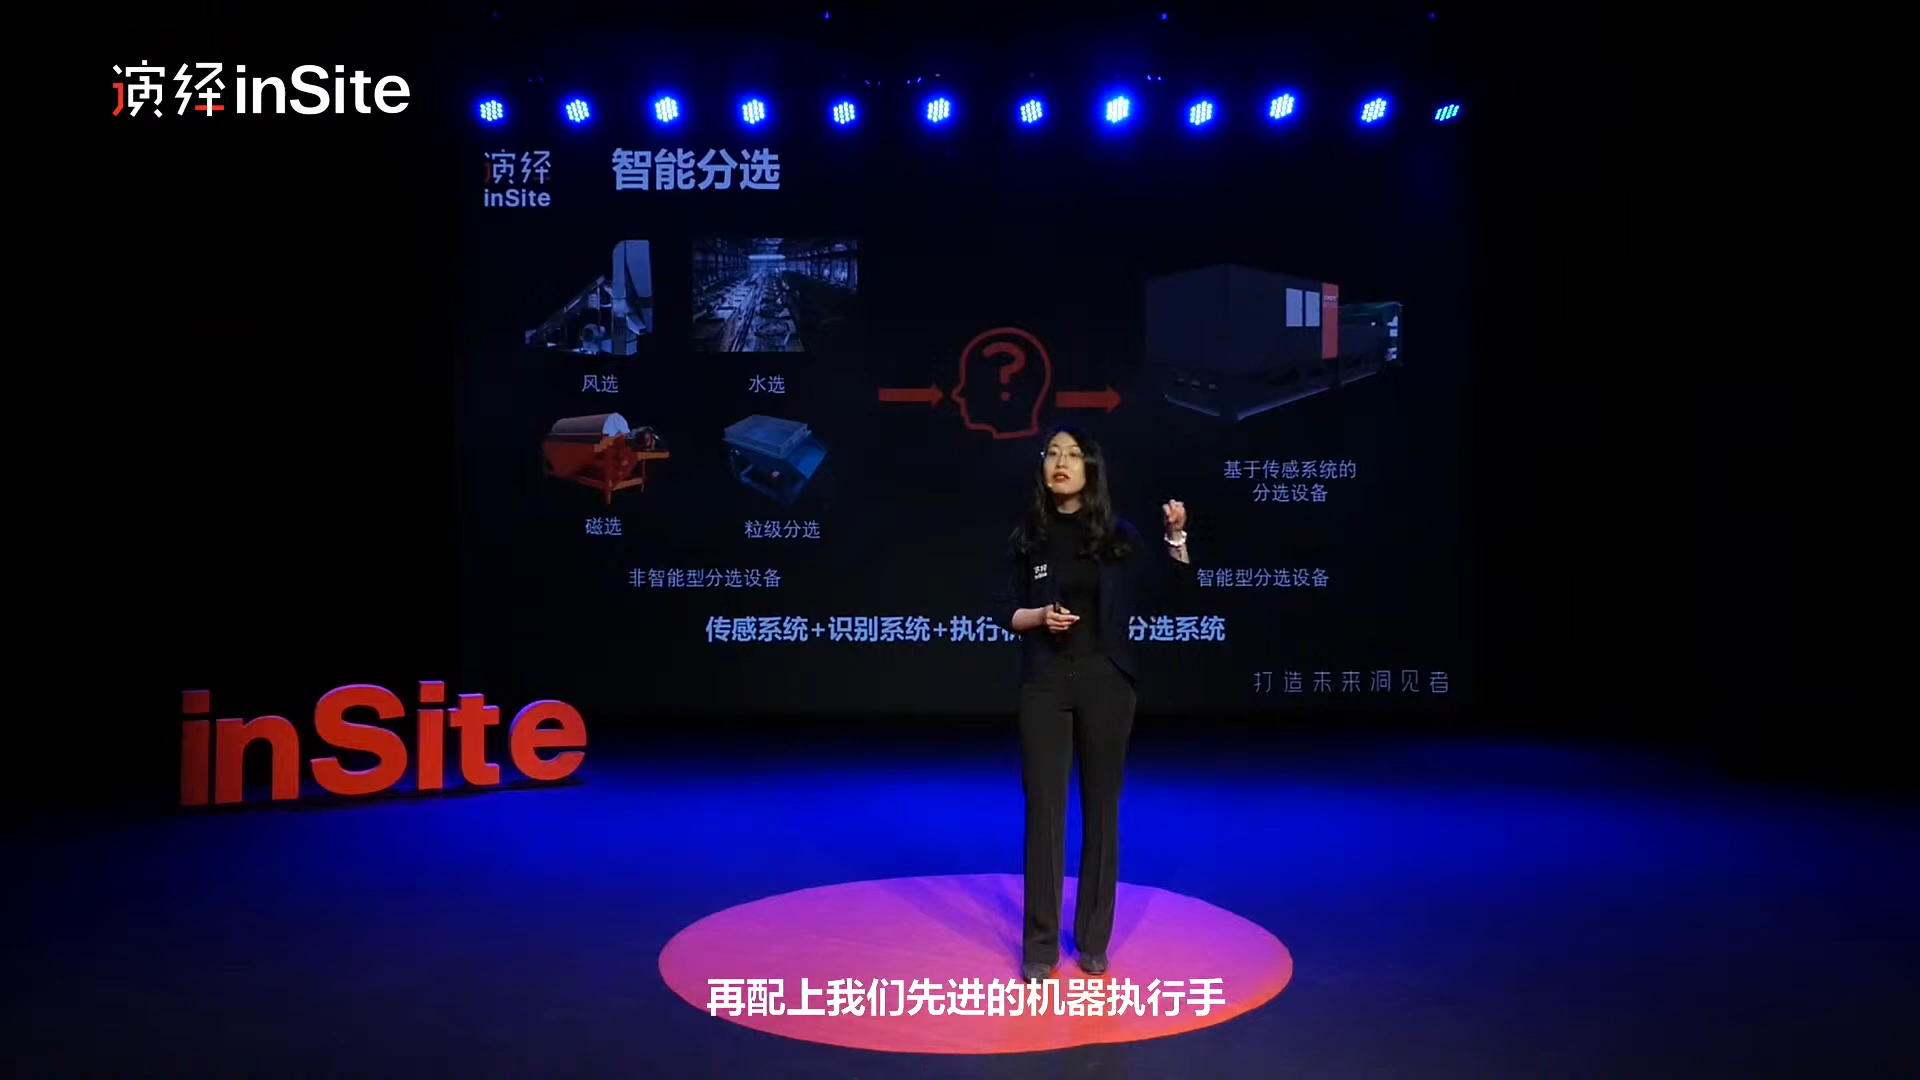 演绎inSite
演绎
inSite
智能分选
风选
水选
磁选
粒级分选
非智能型分选设备
基于传感系统的
分选设备
智能型分选设备
传感系统+识别系统+执行 分选系统
打造未来洞见者
inSite
再配上我们先进的机器执行手